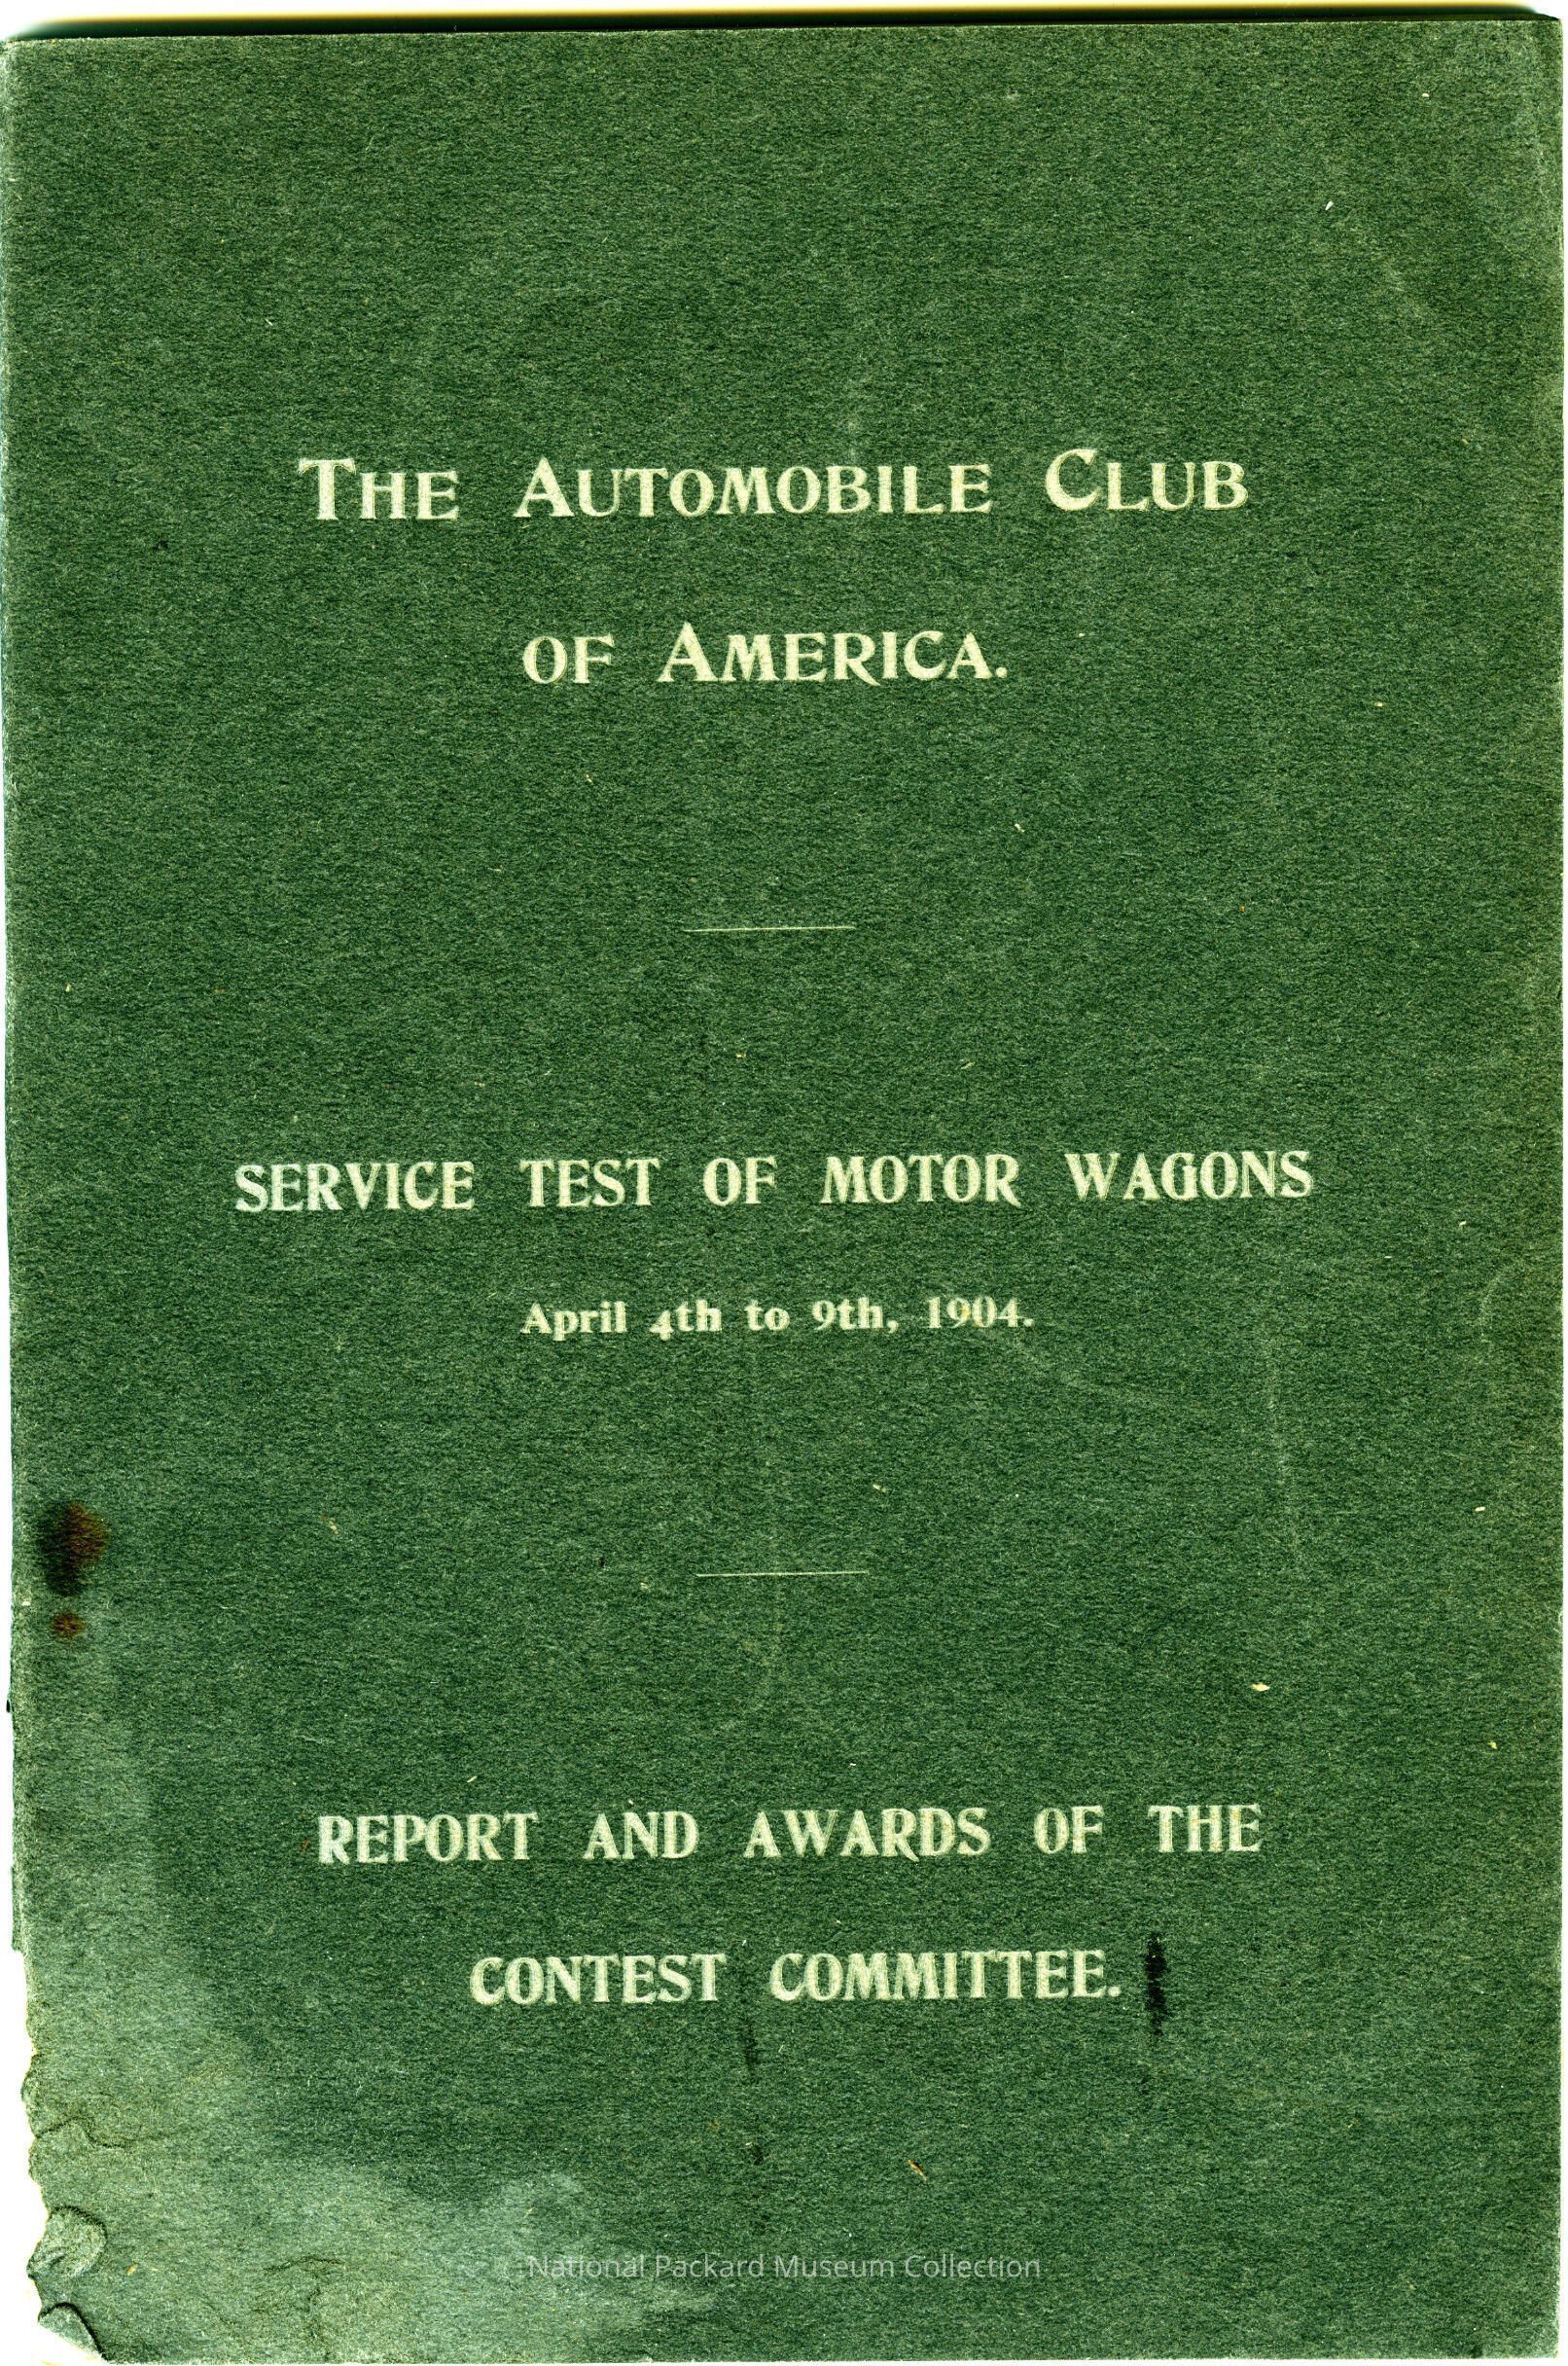 THE AUTOMOBILE CLUB
OF AMERICA.
SERVICE TEST OF MOTOR WAGONS
April 4th to 9th, 1904.
REPORT AND AWARDS OF THE
CONTEST COMMITTEE.
National Packard Museum Collection